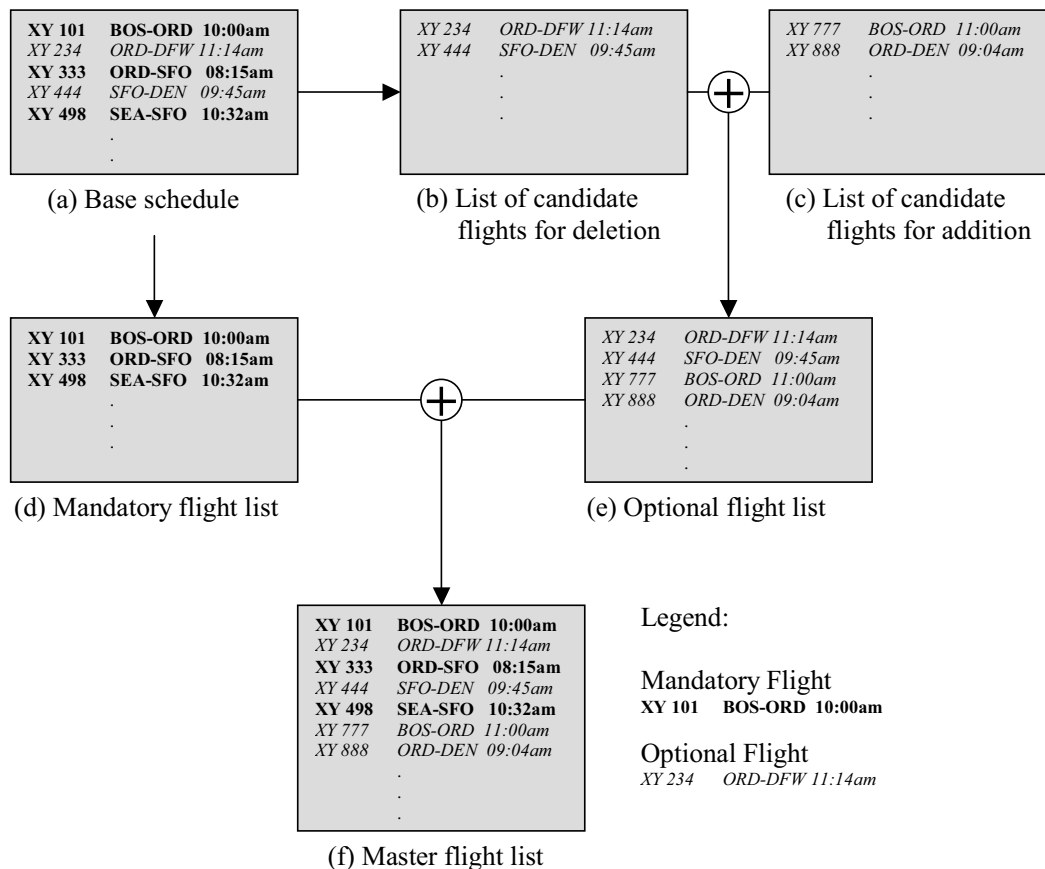 XY 101 BOS-ORD 10:00am
XY 234 ORD-DFW 11:14am
XY 333 ORD-SFO 08:15am
XY 444 SFO-DEN 09:45am
XY 498 SEA-SFO 10:32am
.
.
(a) Base schedule
XY 234 ORD-DFW 11:14am
XY 444 SFO-DEN 09:45am
.
.
.
(b) List of candidate
flights for deletion
XY 777 BOS-ORD 11:00am
XY 888 ORD-DEN 09:04am
.
.
.
(c) List of candidate
flights for addition
XY 101 BOS-ORD 10:00am
XY 333 ORD-SFO 08:15am
XY 498 SEA-SFO 10:32am
.
.
.
(d) Mandatory flight list
XY 234 ORD-DFW 11:14am
XY 444 SFO-DEN 09:45am
XY 777 BOS-ORD 11:00am
XY 888 ORD-DEN 09:04am
.
.
.
(e) Optional flight list
XY 101 BOS-ORD 10:00am
XY 234 ORD-DFW 11:14am
XY 333 ORD-SFO 08:15am
XY 444 SFO-DEN 09:45am
XY 498 SEA-SFO 10:32am
XY 777 BOS-ORD 11:00am
XY 888 ORD-DEN 09:04am
.
.
.
(f) Master flight list
Legend:
Mandatory Flight
XY 101 BOS-ORD 10:00am
Optional Flight
XY 234 ORD-DFW 11:14am